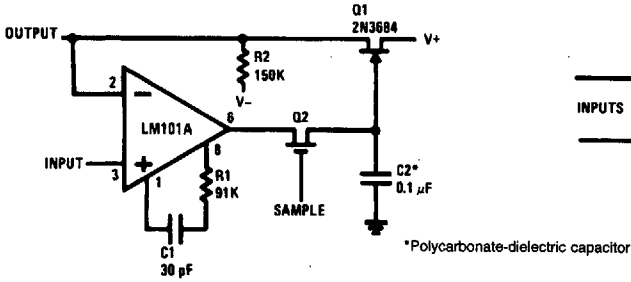 Q1
2N3684
OUTPUT
V+
R2
150K
V–
2
LM101A
6
Q2
INPUT
3
1
8
R1
91K
SAMPLE
C1
30 pF
C2*
0.1 μF
*Polycarbonate-dielectric capacitor
INPUTS